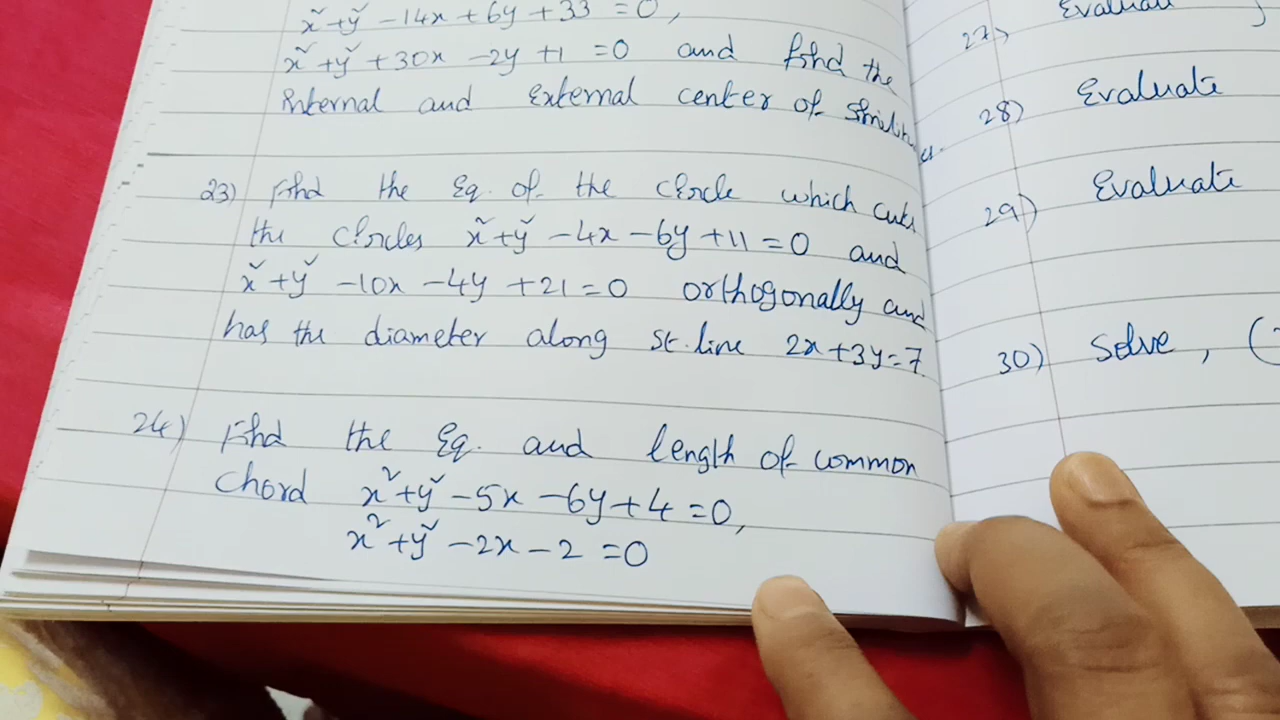 x²+y² -14x + 6y + 33 = 0,
x²+y² +30x -2y +1 =0 and find the
internal and external center of
23) Find the Eq. of the circle which cuts
the circles x²+y² -4x -6y +11 =0 and
x²+y² -10x -4y +21 =0 orthogonally and
has the diameter along st. line 2x+3y=7.
24) Find the Eq. and length of common
chord x²+y² -5x -6y +4 =0,
x²+y² -2x -2 =0
27) Evaluate
28) Evaluate
29) Evaluate
30) Solve, (